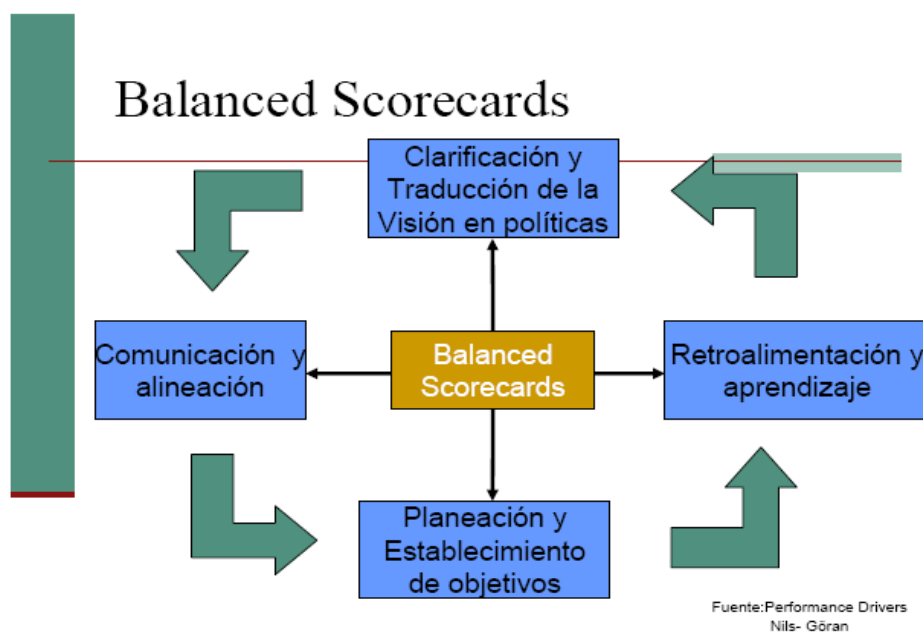 Balanced Scorecards
Clarificación y
Traducción de la
Visión en políticas
Comunicación y
alineación
Balanced
Scorecards
Retroalimentación y
aprendizaje
Planeación y
Establecimiento
de objetivos
Fuente:Performance Drivers
Nils- Göran